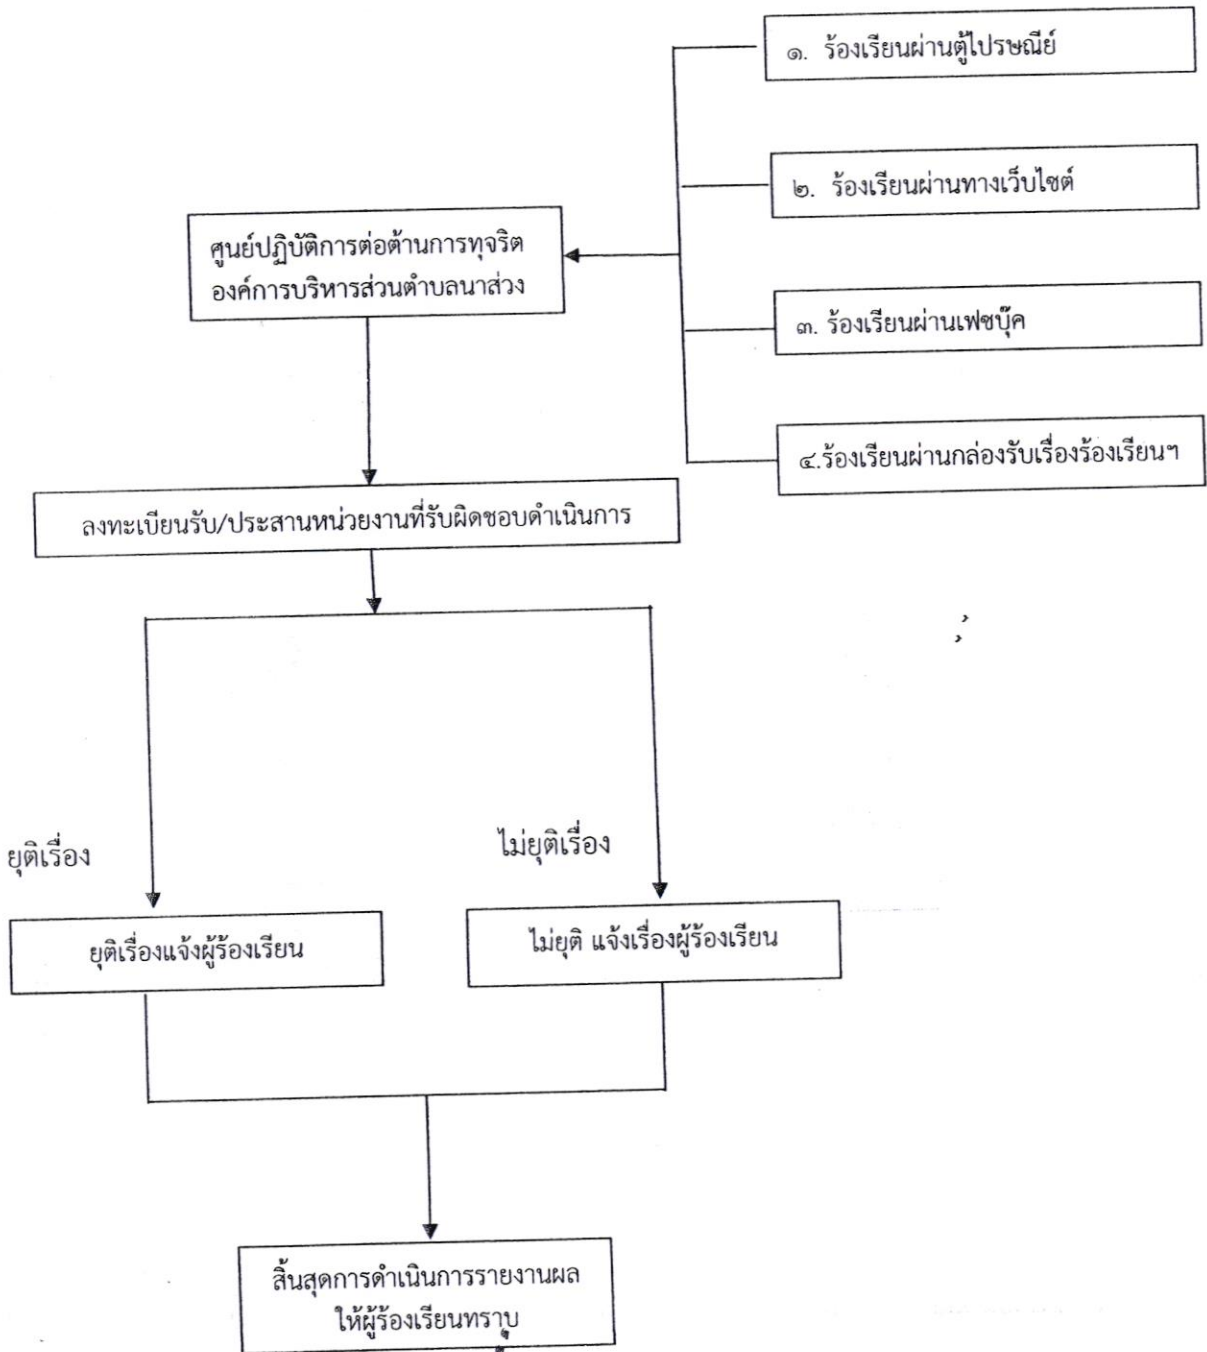 ๑. ร้องเรียนผ่านตู้ไปรษณีย์
๒. ร้องเรียนผ่านทางเว็บไซต์
ศูนย์ปฏิบัติการต่อต้านการทุจริต
องค์การบริหารส่วนตำบลนาส่วง
๓. ร้องเรียนผ่านเฟซบุ๊ค
๔.ร้องเรียนผ่านกล่องรับเรื่องร้องเรียนฯ
ลงทะเบียนรับ/ประสานหน่วยงานที่รับผิดชอบดำเนินการ
ยุติเรื่อง
ไม่ยุติเรื่อง
ยุติเรื่องแจ้งผู้ร้องเรียน
ไม่ยุติ แจ้งเรื่องผู้ร้องเรียน
สิ้นสุดการดำเนินการรายงานผล
ให้ผู้ร้องเรียนทราบ